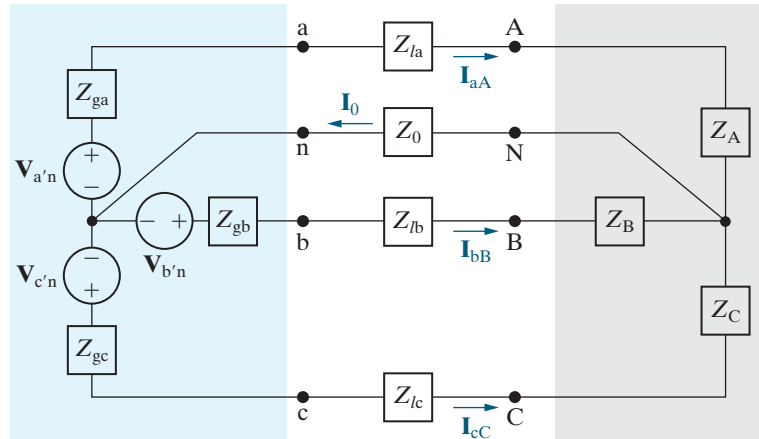 a
Z_la
A
I_aA
Z_ga
I_0
Z_0
n
N
Z_A
+
−
V_a′n
−
+
V_b′n
Z_gb
b
Z_lb
B
I_bB
Z_B
−
+
V_c′n
Z_C
Z_gc
c
Z_lc
C
I_cC